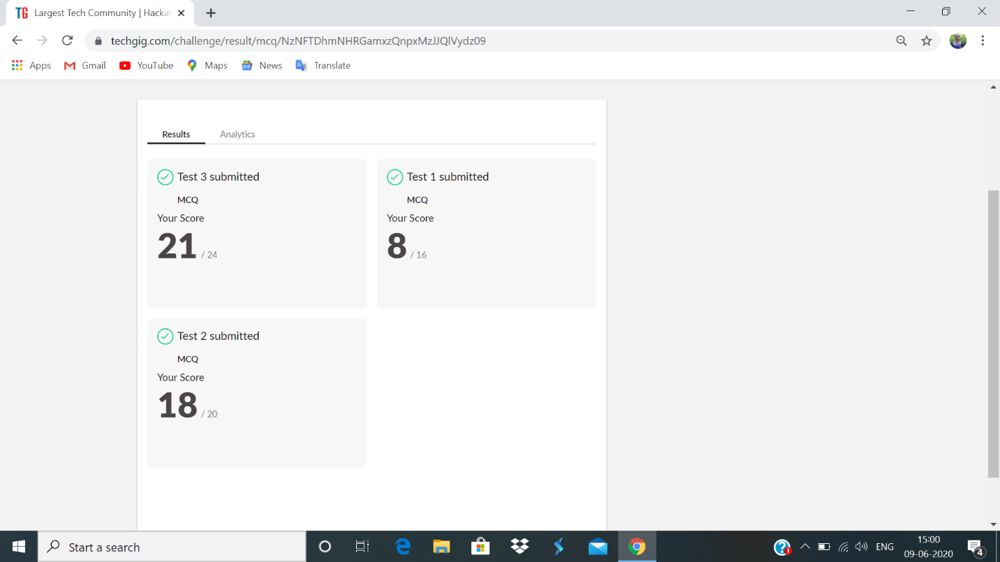 TG Largest Tech Community | Hacka
techgig.com/challenge/result/mcq/NzNFTDhmNHRGamxzQnpxMzJJQlVydz09
Apps Gmail YouTube Maps News Translate
Results Analytics
Test 3 submitted
MCQ
Your Score
21 / 24
Test 1 submitted
MCQ
Your Score
8 / 16
Test 2 submitted
MCQ
Your Score
18 / 20
Start a search
ENG
15:00
09-06-2020
4